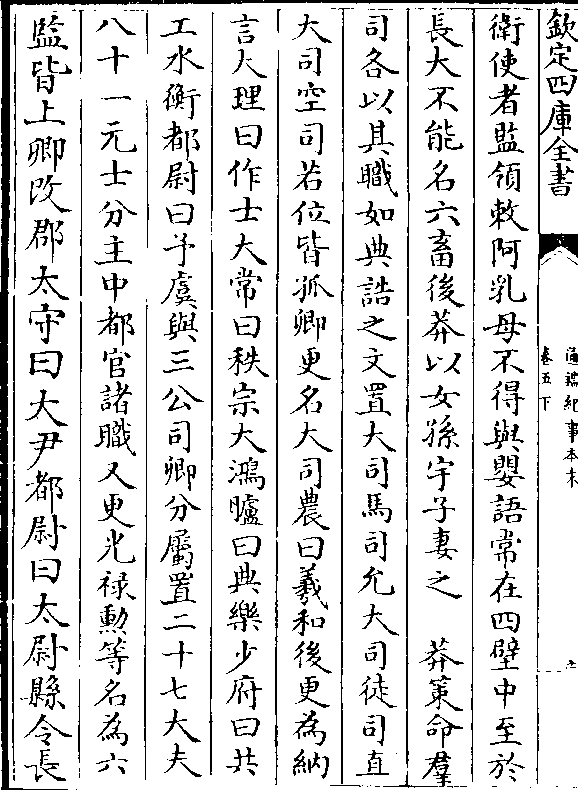 欽定四庫全書
通鑑紀事本末
卷五下
衛使者監領敕阿乳母不得與嬰語常在四壁中至於
長大不能名六畜後莽以女孫宇子妻之　莽策命羣
司各以其職如典誥之文置大司馬司允大司徒司直
大司空司若位皆孤卿更名大司農曰羲和後更為納
言大理曰作士大常曰秩宗大鴻臚曰典樂少府曰共
工水衡都尉曰予虞與三公司卿分屬置二十七大夫
八十一元士分主中都官諸職又更光禄勲等名為六
監皆上卿改郡太守曰大尹都尉曰太尉縣令長